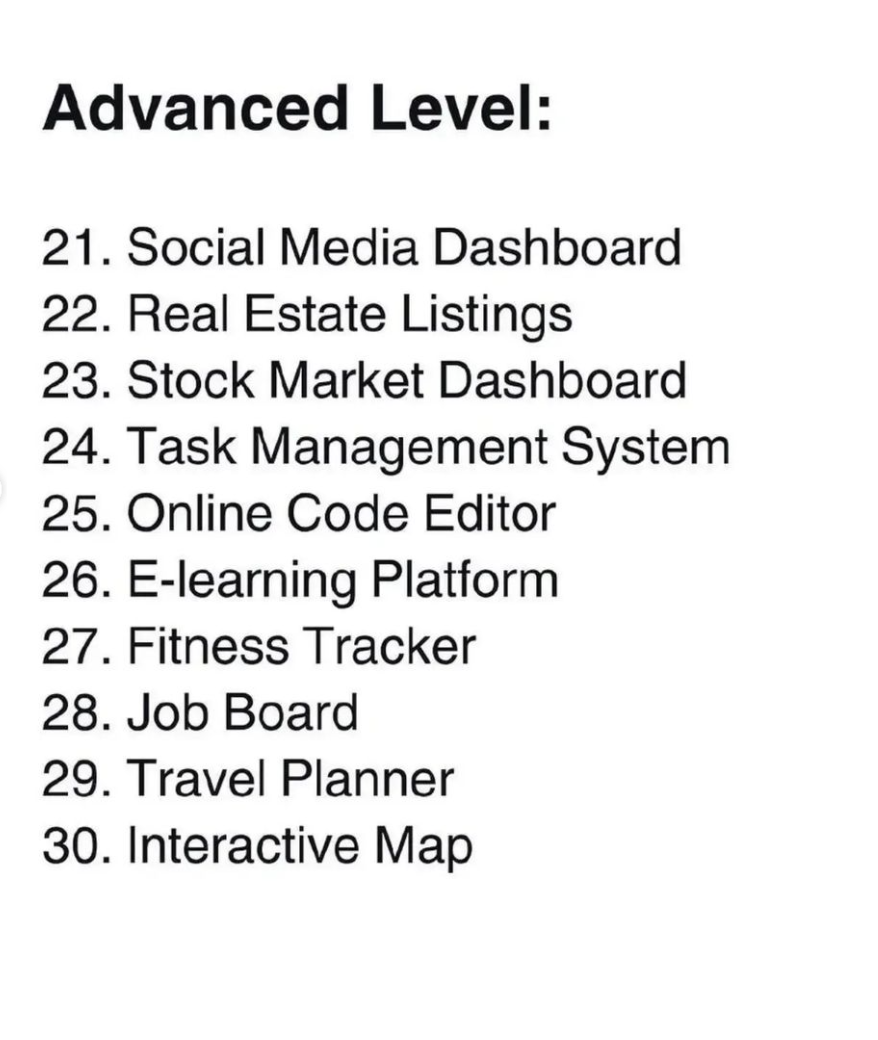 Advanced Level:
21. Social Media Dashboard
22. Real Estate Listings
23. Stock Market Dashboard
24. Task Management System
25. Online Code Editor
26. E-learning Platform
27. Fitness Tracker
28. Job Board
29. Travel Planner
30. Interactive Map